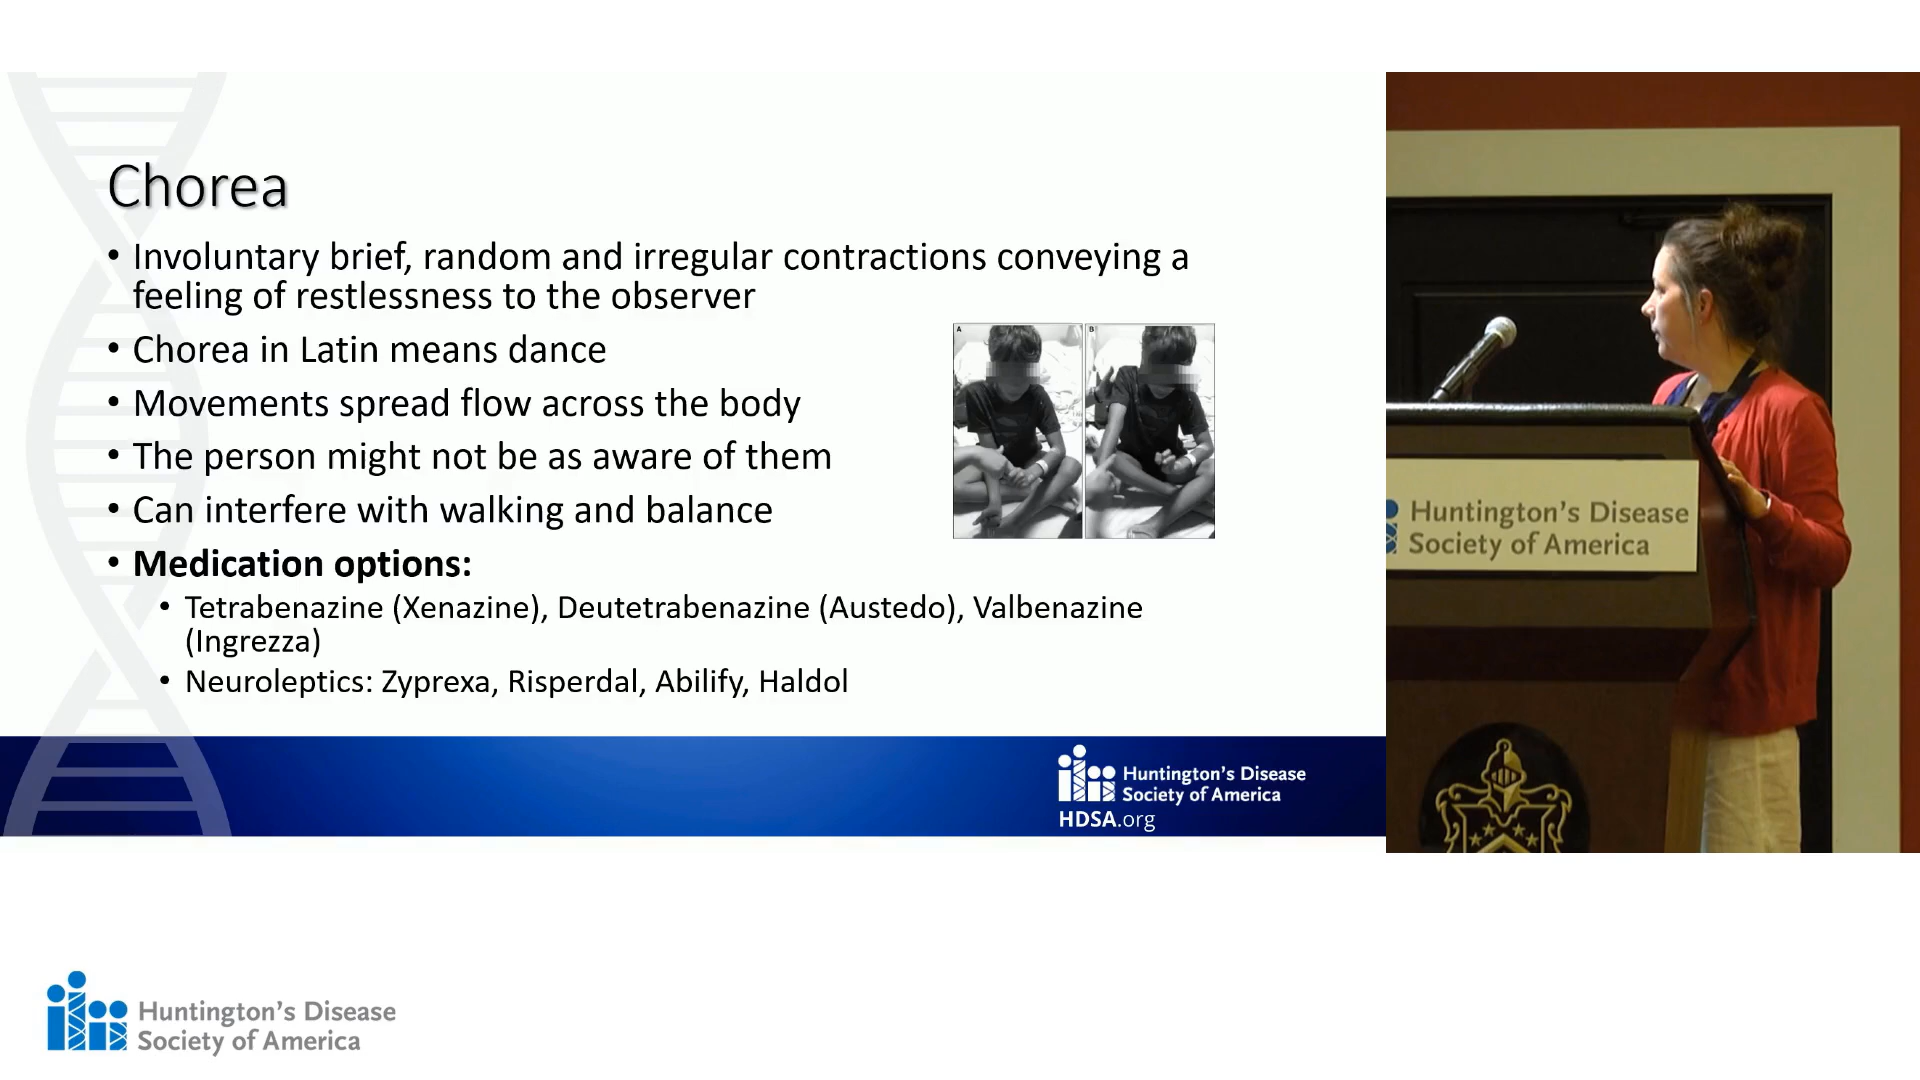 Chorea
• Involuntary brief, random and irregular contractions conveying a
feeling of restlessness to the observer
• Chorea in Latin means dance
• Movements spread flow across the body
• The person might not be as aware of them
• Can interfere with walking and balance
• Medication options:
• Tetrabenazine (Xenazine), Deutetrabenazine (Austedo), Valbenazine
(Ingrezza)
• Neuroleptics: Zyprexa, Risperdal, Abilify, Haldol
A
B
Huntington's Disease
Society of America
HDSA.org
Huntington's Disease
Society of America
Huntington's Disease
Society of America